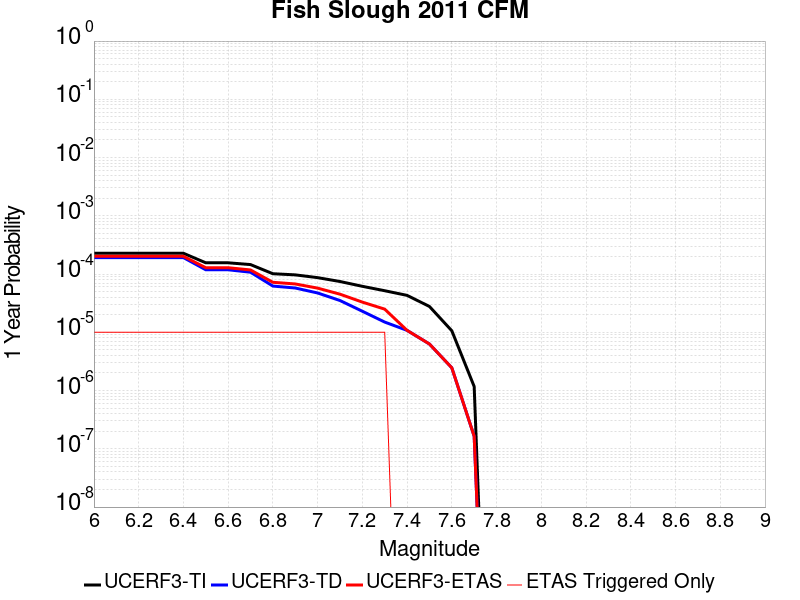 Fish Slough 2011 CFM
1 Year Probability
10^0
10^-1
10^-2
10^-3
10^-4
10^-5
10^-6
10^-7
10^-8
6 6.2 6.4 6.6 6.8 7 7.2 7.4 7.6 7.8 8 8.2 8.4 8.6 8.8 9
Magnitude
UCERF3-TI UCERF3-TD UCERF3-ETAS ETAS Triggered Only